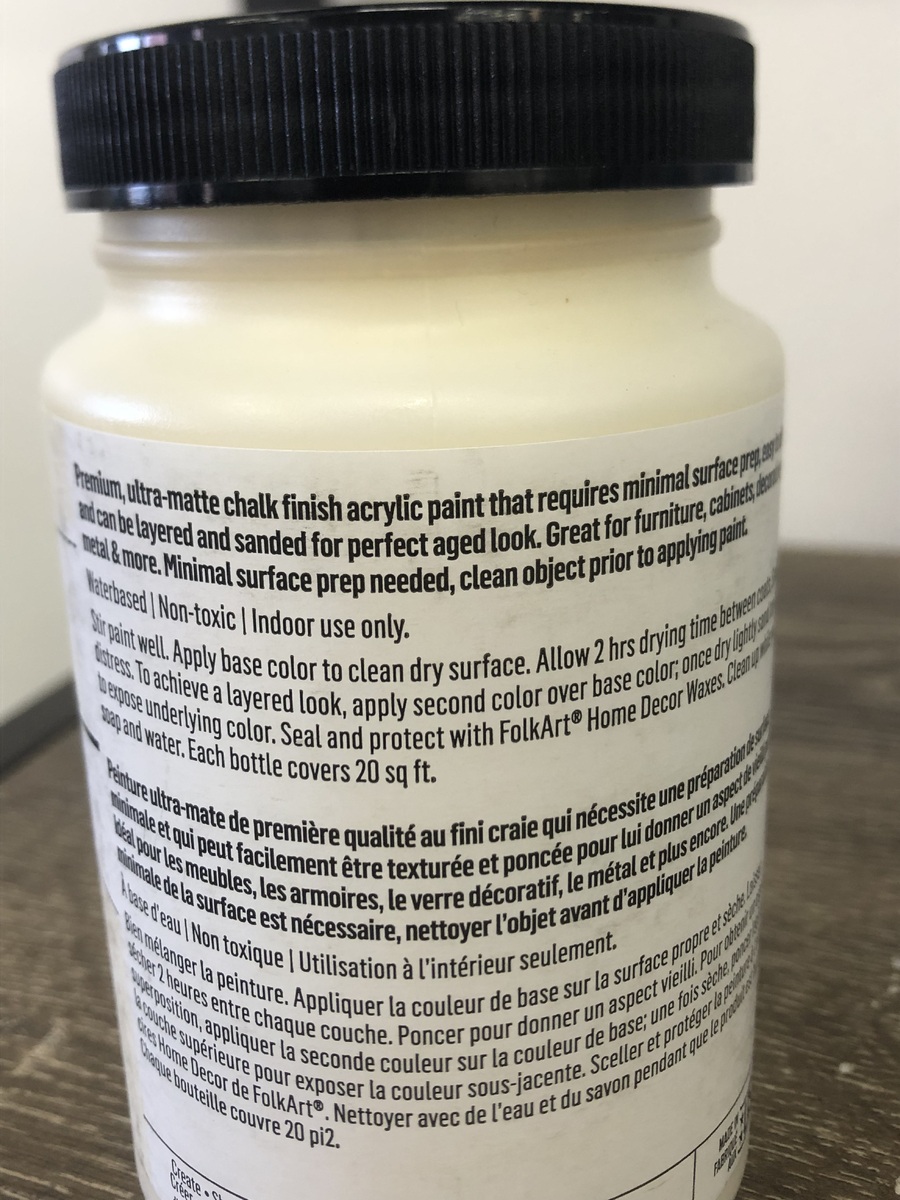 Premium, ultra-matte chalk finish acrylic paint that requires minimal surface prep, easy
and can be layered and sanded for perfect aged look. Great for furniture, cabinets,
metal & more. Minimal surface prep needed, clean object prior to applying paint.
Waterbased | Non-toxic | Indoor use only.
Stir paint well. Apply base color to clean dry surface. Allow 2 hrs drying time between
distress. To achieve a layered look, apply second color over base color; once dry lightly
to expose underlying color. Seal and protect with FolkArt® Home Decor Waxes. Clean up
soap and water. Each bottle covers 20 sq ft.
Peinture ultra-mate de première qualité au fini craie qui nécessite une préparation de
minimale et qui peut facilement être texturée et poncée pour lui donner un aspect de
Idéal pour les meubles, les armoires, le verre décoratif, le métal et plus encore. Une
minimale de la surface est nécessaire, nettoyer l'objet avant d'appliquer la peinture.
À base d'eau | Non toxique | Utilisation à l'intérieur seulement.
Bien mélanger la peinture. Appliquer la couleur de base sur la surface propre et sèche.
sécher 2 heures entre chaque couche. Poncer pour donner un aspect vieilli. Pour obtenir
superposition, appliquer la seconde couleur sur la couleur de base; une fois sèche,
la couche supérieure pour exposer la couleur sous-jacente. Sceller et protéger la peinture
cires Home Decor de FolkArt®. Nettoyer avec de l'eau et du savon pendant que le produit
Chaque bouteille couvre 20 pi2.
Create •
Créer
MADE